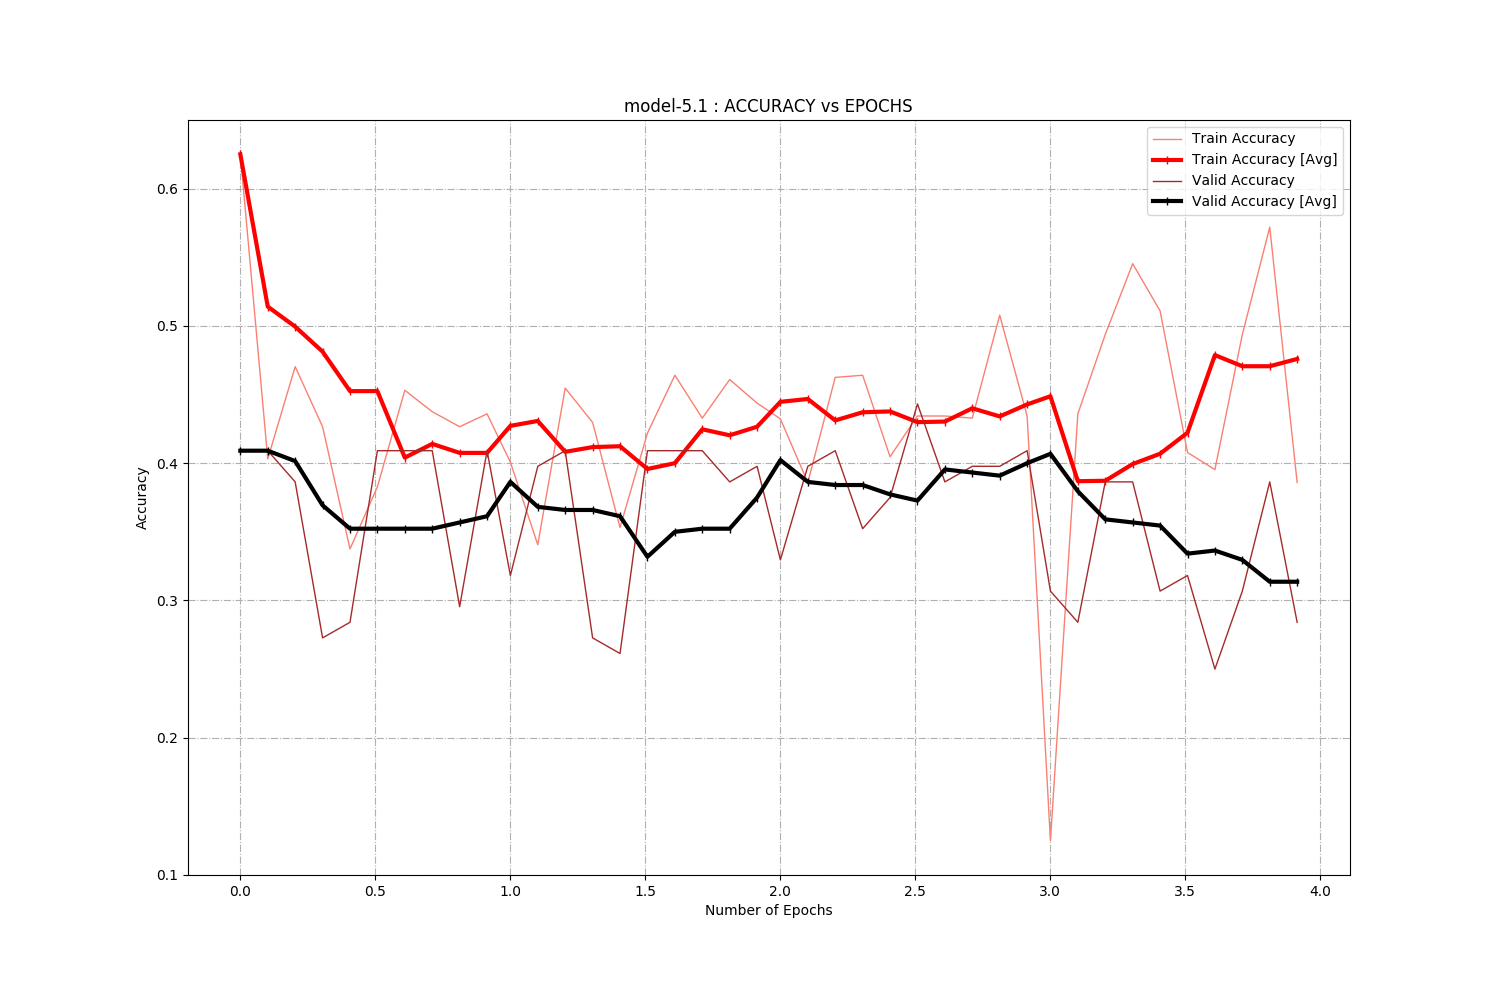 model-5.1 : ACCURACY vs EPOCHS
Train Accuracy
Train Accuracy [Avg]
Valid Accuracy
Valid Accuracy [Avg]
Accuracy
0.6
0.5
0.4
0.3
0.2
0.1
0.0 0.5 1.0 1.5 2.0 2.5 3.0 3.5 4.0
Number of Epochs